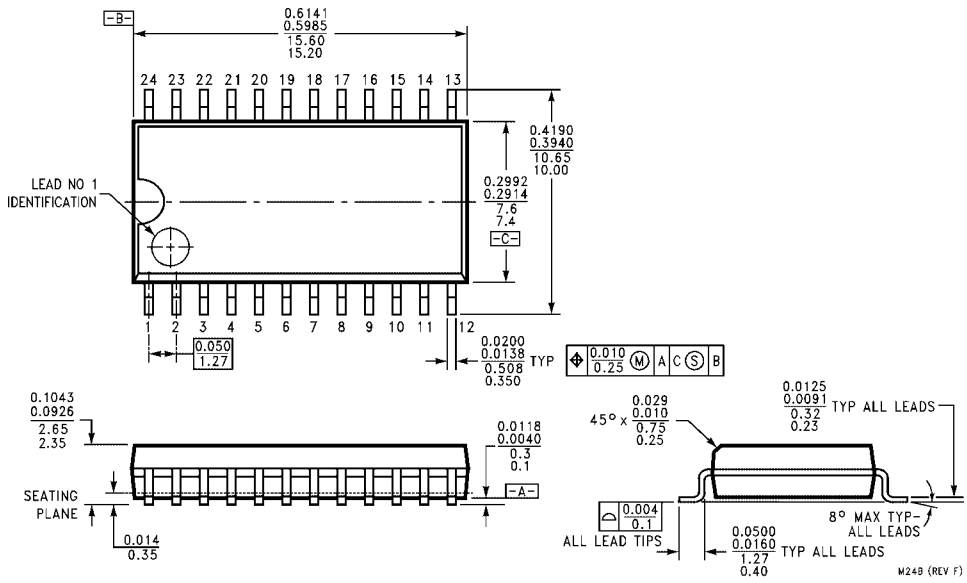 -B-
0.6141
0.5985
15.60
15.20
24 23 22 21 20 19 18 17 16 15 14 13
0.4190
0.3940
10.65
10.00
LEAD NO 1
IDENTIFICATION
0.2992
0.2914
7.6
7.4
-C-
1 2 3 4 5 6 7 8 9 10 11 12
0.050
1.27
0.0200
0.0138
0.508
0.350
TYP
0.010
0.25
M A C S B
0.1043
0.0926
2.65
2.35
0.0118
0.0040
0.3
0.1
-A-
SEATING
PLANE
0.014
0.35
45° x
0.029
0.010
0.75
0.25
0.0125
0.0091
0.32
0.23
TYP ALL LEADS
0.004
0.1
ALL LEAD TIPS
0.0500
0.0160
1.27
0.40
TYP ALL LEADS
8° MAX TYP-
ALL LEADS
M24B (REV F)